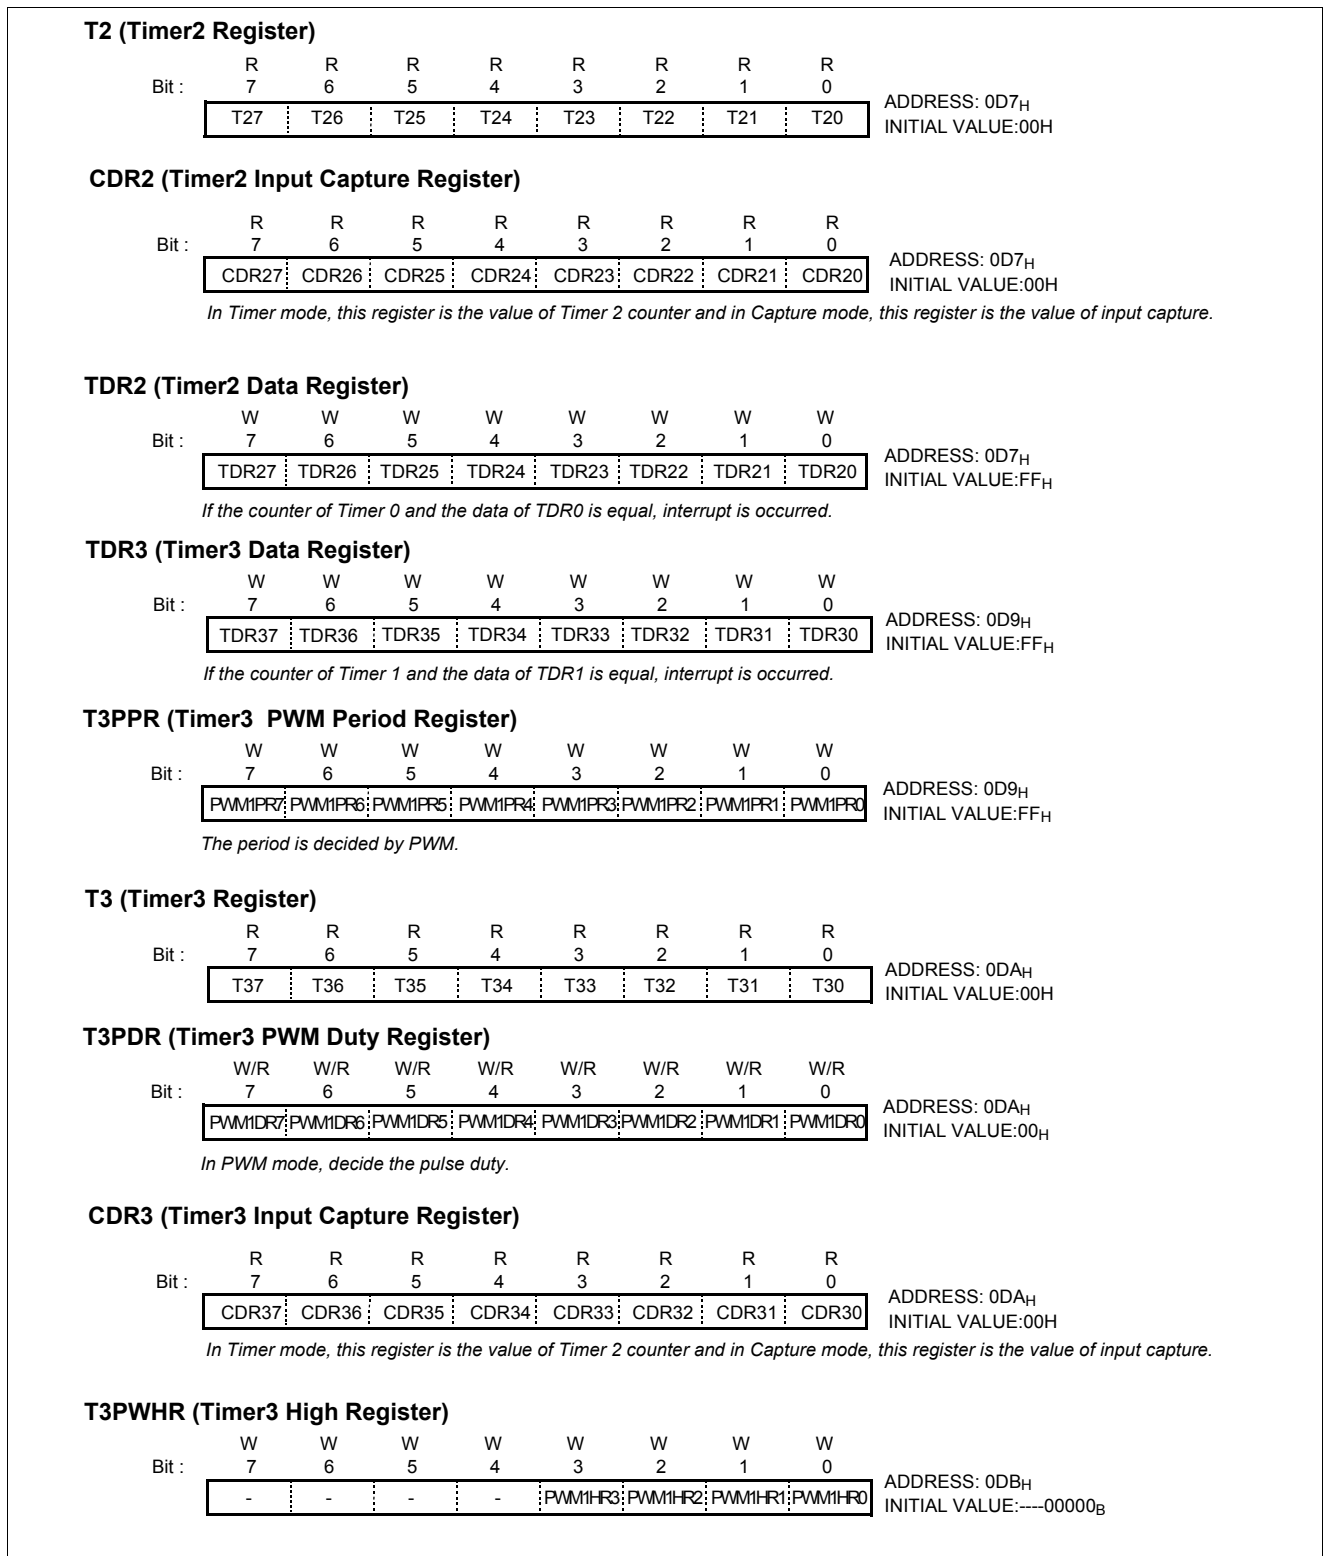 T2 (Timer2 Register)
R R R R R R R R
Bit : 7 6 5 4 3 2 1 0
T27 T26 T25 T24 T23 T22 T21 T20
ADDRESS: 0D7H
INITIAL VALUE:00H
CDR2 (Timer2 Input Capture Register)
R R R R R R R R
Bit : 7 6 5 4 3 2 1 0
CDR27 CDR26 CDR25 CDR24 CDR23 CDR22 CDR21 CDR20
ADDRESS: 0D7H
INITIAL VALUE:00H
In Timer mode, this register is the value of Timer 2 counter and in Capture mode, this register is the value of input capture.
TDR2 (Timer2 Data Register)
W W W W W W W W
Bit : 7 6 5 4 3 2 1 0
TDR27 TDR26 TDR25 TDR24 TDR23 TDR22 TDR21 TDR20
ADDRESS: 0D7H
INITIAL VALUE:FFH
If the counter of Timer 0 and the data of TDR0 is equal, interrupt is occurred.
TDR3 (Timer3 Data Register)
W W W W W W W W
Bit : 7 6 5 4 3 2 1 0
TDR37 TDR36 TDR35 TDR34 TDR33 TDR32 TDR31 TDR30
ADDRESS: 0D9H
INITIAL VALUE:FFH
If the counter of Timer 1 and the data of TDR1 is equal, interrupt is occurred.
T3PPR (Timer3 PWM Period Register)
W W W W W W W W
Bit : 7 6 5 4 3 2 1 0
PWM1PR7 PWM1PR6 PWM1PR5 PWM1PR4 PWM1PR3 PWM1PR2 PWM1PR1 PWM1PR0
ADDRESS: 0D9H
INITIAL VALUE:FFH
The period is decided by PWM.
T3 (Timer3 Register)
R R R R R R R R
Bit : 7 6 5 4 3 2 1 0
T37 T36 T35 T34 T33 T32 T31 T30
ADDRESS: 0DAH
INITIAL VALUE:00H
T3PDR (Timer3 PWM Duty Register)
W/R W/R W/R W/R W/R W/R W/R W/R
Bit : 7 6 5 4 3 2 1 0
PWM1DR7 PWM1DR6 PWM1DR5 PWM1DR4 PWM1DR3 PWM1DR2 PWM1DR1 PWM1DR0
ADDRESS: 0DAH
INITIAL VALUE:00H
In PWM mode, decide the pulse duty.
CDR3 (Timer3 Input Capture Register)
R R R R R R R R
Bit : 7 6 5 4 3 2 1 0
CDR37 CDR36 CDR35 CDR34 CDR33 CDR32 CDR31 CDR30
ADDRESS: 0DAH
INITIAL VALUE:00H
In Timer mode, this register is the value of Timer 2 counter and in Capture mode, this register is the value of input capture.
T3PWHR (Timer3 High Register)
W W W W W W W W
Bit : 7 6 5 4 3 2 1 0
- - - - PWM1HR3 PWM1HR2 PWM1HR1 PWM1HR0
ADDRESS: 0DBH
INITIAL VALUE:----00000B